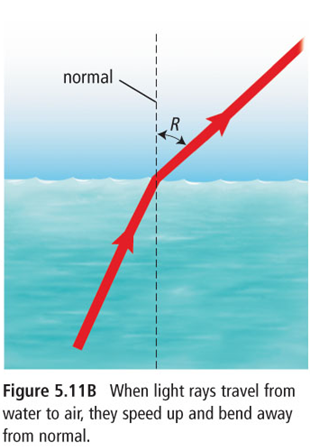 normal
R
Figure 5.11B When light rays travel from
water to air, they speed up and bend away
from normal.